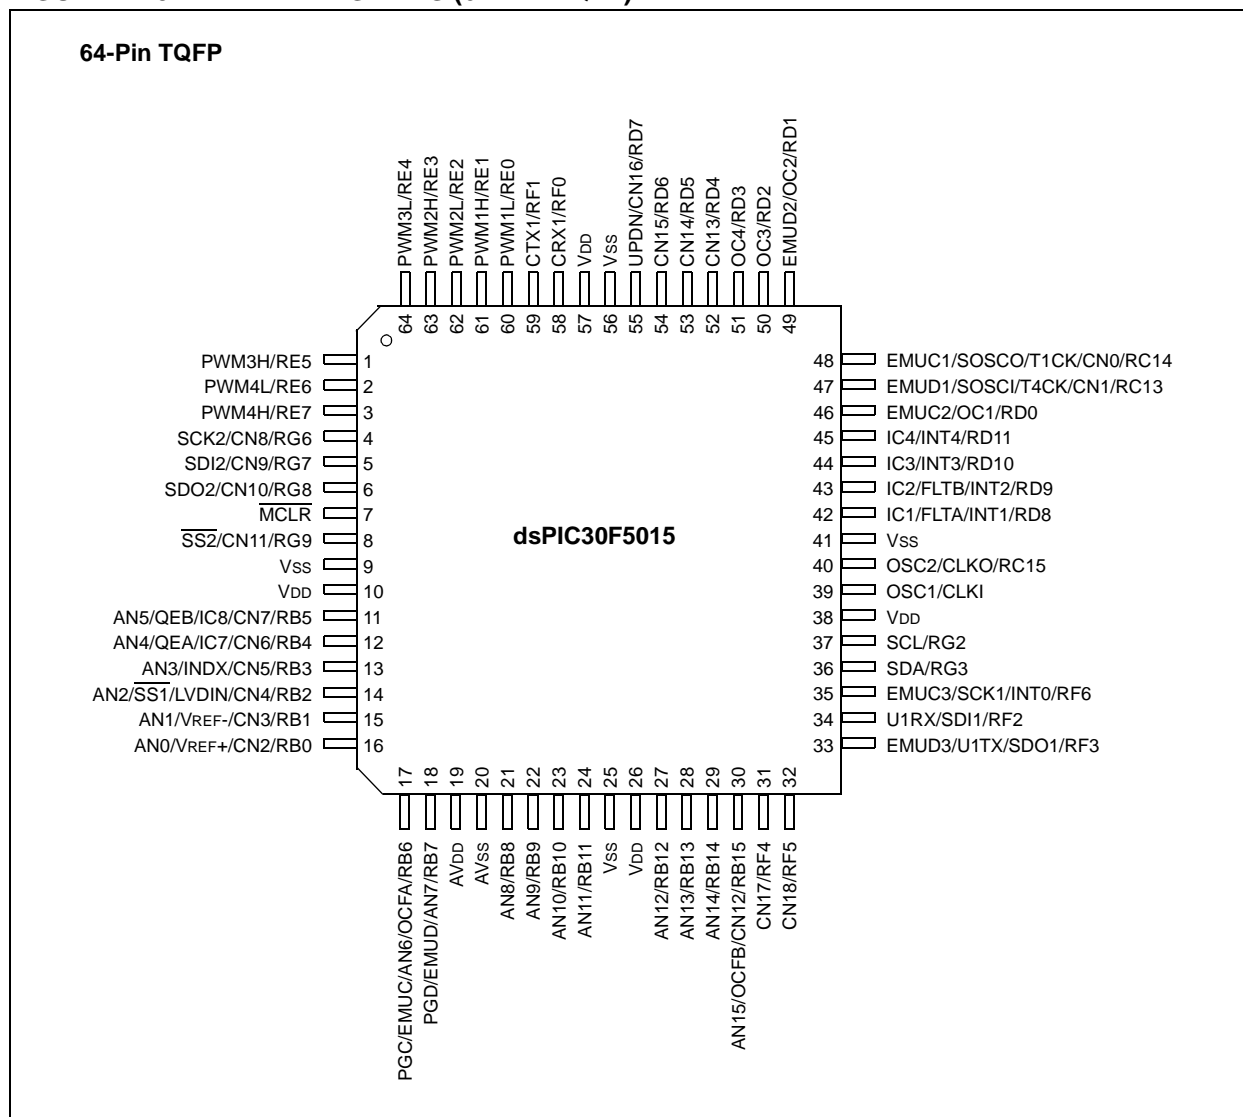 64-Pin TQFP
PWM3L/RE4
PWM2H/RE3
PWM2L/RE2
PWM1H/RE1
PWM1L/RE0
CTX1/RF1
CRX1/RF0
VDD
VSS
UPDN/CN16/RD7
CN15/RD6
CN14/RD5
CN13/RD4
OC4/RD3
OC3/RD2
EMUD2/OC2/RD1
64 63 62 61 60 59 58 57 56 55 54 53 52 51 50 49
PWM3H/RE5 1
PWM4L/RE6 2
PWM4H/RE7 3
SCK2/CN8/RG6 4
SDI2/CN9/RG7 5
SDO2/CN10/RG8 6
MCLR 7
SS2/CN11/RG9 8
VSS 9
VDD 10
AN5/QEB/IC8/CN7/RB5 11
AN4/QEA/IC7/CN6/RB4 12
AN3/INDX/CN5/RB3 13
AN2/SS1/LVDIN/CN4/RB2 14
AN1/VREF-/CN3/RB1 15
AN0/VREF+/CN2/RB0 16
dsPIC30F5015
48 EMUC1/SOSCO/T1CK/CN0/RC14
47 EMUD1/SOSCI/T4CK/CN1/RC13
46 EMUC2/OC1/RD0
45 IC4/INT4/RD11
44 IC3/INT3/RD10
43 IC2/FLTB/INT2/RD9
42 IC1/FLTA/INT1/RD8
41 VSS
40 OSC2/CLKO/RC15
39 OSC1/CLKI
38 VDD
37 SCL/RG2
36 SDA/RG3
35 EMUC3/SCK1/INT0/RF6
34 U1RX/SDI1/RF2
33 EMUD3/U1TX/SDO1/RF3
17 18 19 20 21 22 23 24 25 26 27 28 29 30 31 32
PGC/EMUC/AN6/OCFA/RB6
PGD/EMUD/AN7/RB7
AVDD
AVSS
AN8/RB8
AN9/RB9
AN10/RB10
AN11/RB11
VSS
VDD
AN12/RB12
AN13/RB13
AN14/RB14
AN15/OCFB/CN12/RB15
CN17/RF4
CN18/RF5